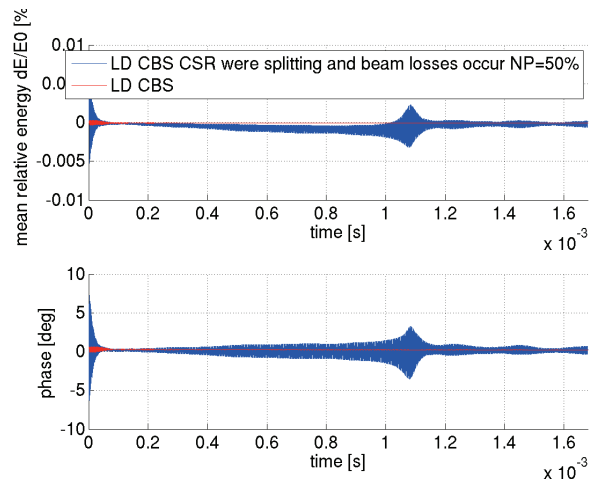 mean relative energy dE/E0 [%
0.01
0.0
0
-0.005
-0.01
LD CBS CSR were splitting and beam losses occur NP=50%
LD CBS
0 0.2 0.4 0.6 0.8 1 1.2 1.4 1.6
time [s]
x 10^-3
phase [deg]
10
5
0
-5
-10
0 0.2 0.4 0.6 0.8 1 1.2 1.4 1.6
time [s]
x 10^-3